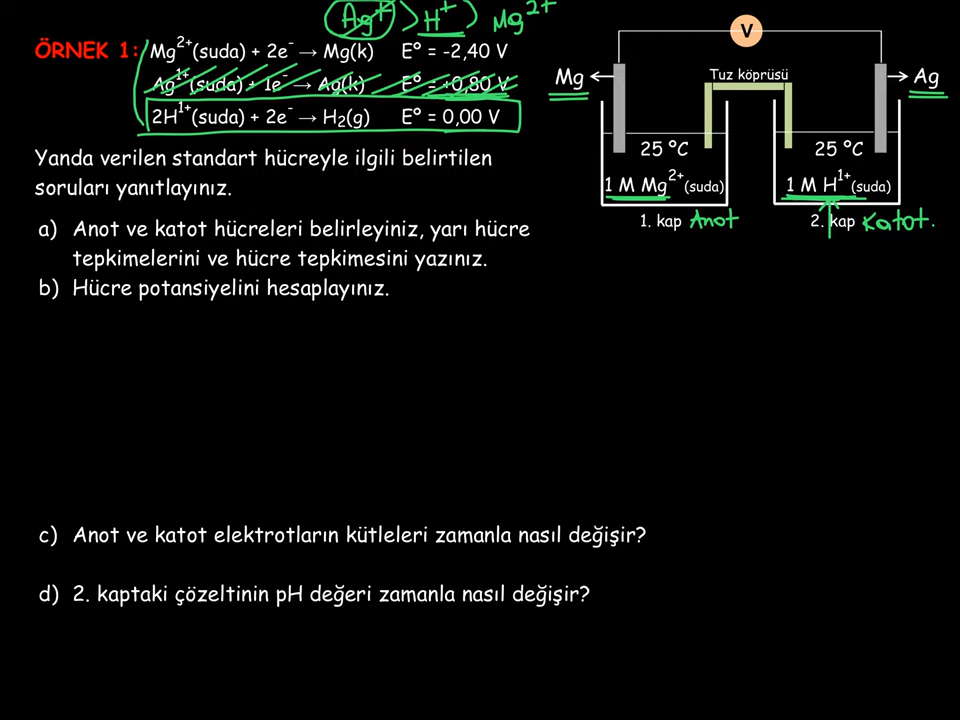 Ag⁺ > H⁺ > Mg²⁺
ÖRNEK 1: Mg²⁺(suda) + 2e⁻ → Mg(k) E° = -2,40 V
Ag¹⁺(suda) + 1e⁻ → Ag(k) E° = +0,80 V
2H¹⁺(suda) + 2e⁻ → H₂(g) E° = 0,00 V
Yanda verilen standart hücreyle ilgili belirtilen
soruları yanıtlayınız.
a) Anot ve katot hücreleri belirleyiniz, yarı hücre
tepkimelerini ve hücre tepkimesini yazınız.
b) Hücre potansiyelini hesaplayınız.
V
Mg Tuz köprüsü Ag
25 °C 25 °C
1 M Mg²⁺(suda) 1 M H¹⁺(suda)
1. kap Anot 2. kap Katot.
c) Anot ve katot elektrotların kütleleri zamanla nasıl değişir?
d) 2. kaptaki çözeltinin pH değeri zamanla nasıl değişir?